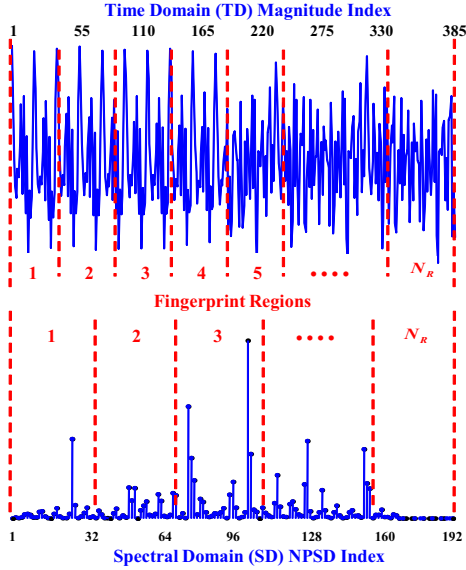 Time Domain (TD) Magnitude Index
1 55 110 165 220 275 330 385
1 2 3 4 5 •••• N_R
Fingerprint Regions
1 2 3 •••• N_R
1 32 64 96 128 160 192
Spectral Domain (SD) NPSD Index